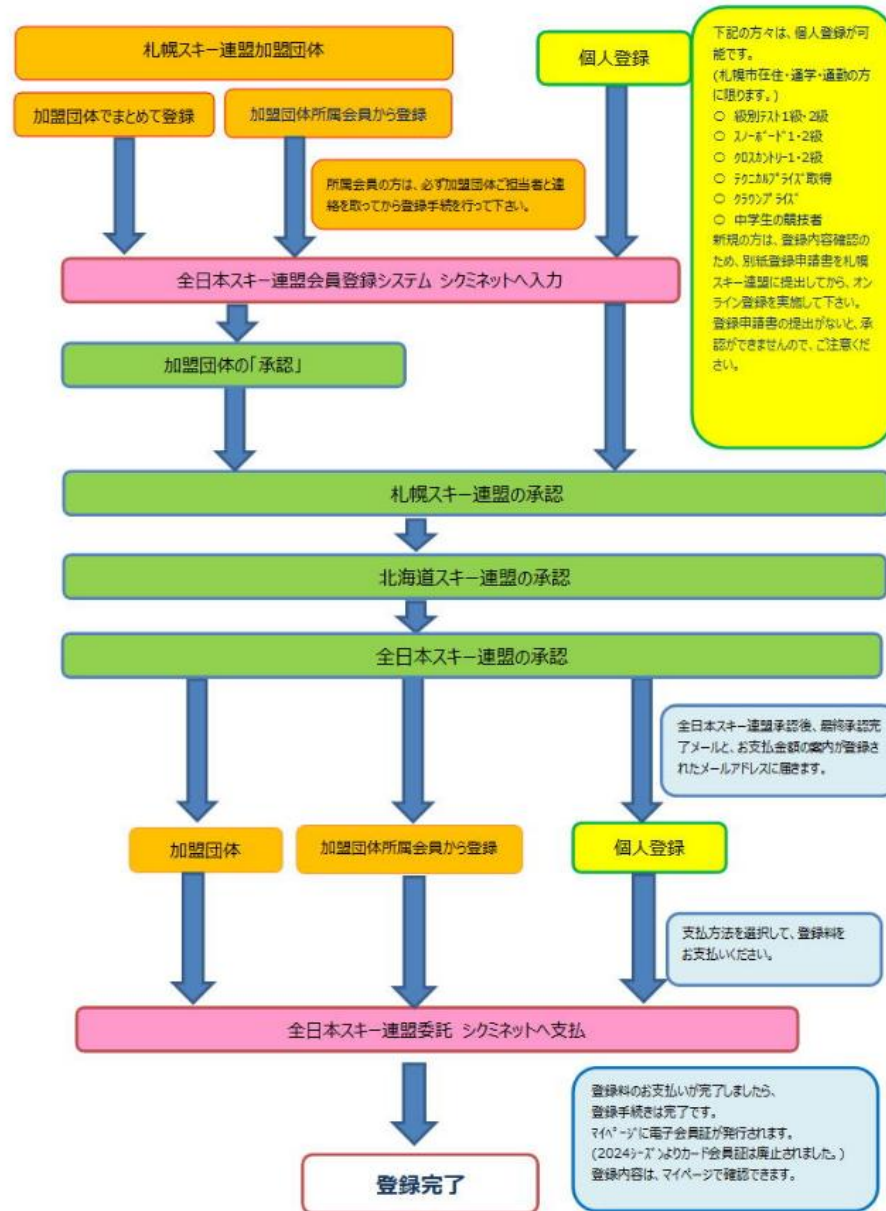 札幌スキー連盟加盟団体
個人登録
加盟団体でまとめて登録
加盟団体所属会員から登録
下記の方々は、個人登録が可
能です。
(札幌市在住・通学・通勤の方
に限ります。)
○ 級別ﾃｽﾄ1級・2級
○ ｽﾉｰﾎﾞｰﾄﾞ1・2級
○ ｸﾛｽｶﾝﾄﾘｰ1・2級
○ ﾃｸﾆｶﾙﾌﾟﾗｲｽﾞ取得
○ ｸﾗｳﾝﾌﾟﾗｲｽﾞ
○ 中学生の競技者
新規の方は、登録内容確認の
ため、別紙登録申請書を札幌
スキー連盟に提出してから、オン
ライン登録を実施して下さい。
登録申請書の提出がないと、承
認ができませんので、ご注意くだ
さい。
所属会員の方は、必ず加盟団体ご担当者と連
絡を取ってから登録手続を行って下さい。
全日本スキー連盟会員登録システム シクミネットへ入力
加盟団体の「承認」
札幌スキー連盟の承認
北海道スキー連盟の承認
全日本スキー連盟の承認
全日本スキー連盟承認後、最終承認完
了メールと、お支払金額の案内が登録さ
れたメールアドレスに届きます。
加盟団体
加盟団体所属会員から登録
個人登録
支払方法を選択して、登録料を
お支払いください。
全日本スキー連盟委託 シクミネットへ支払
登録料のお支払いが完了しましたら、
登録手続きは完了です。
ﾏｲﾍﾟｰｼﾞに電子会員証が発行されます。
(2024ｼｰｽﾞﾝよりカード会員証は廃止されました。)
登録内容は、マイページで確認できます。
登録完了